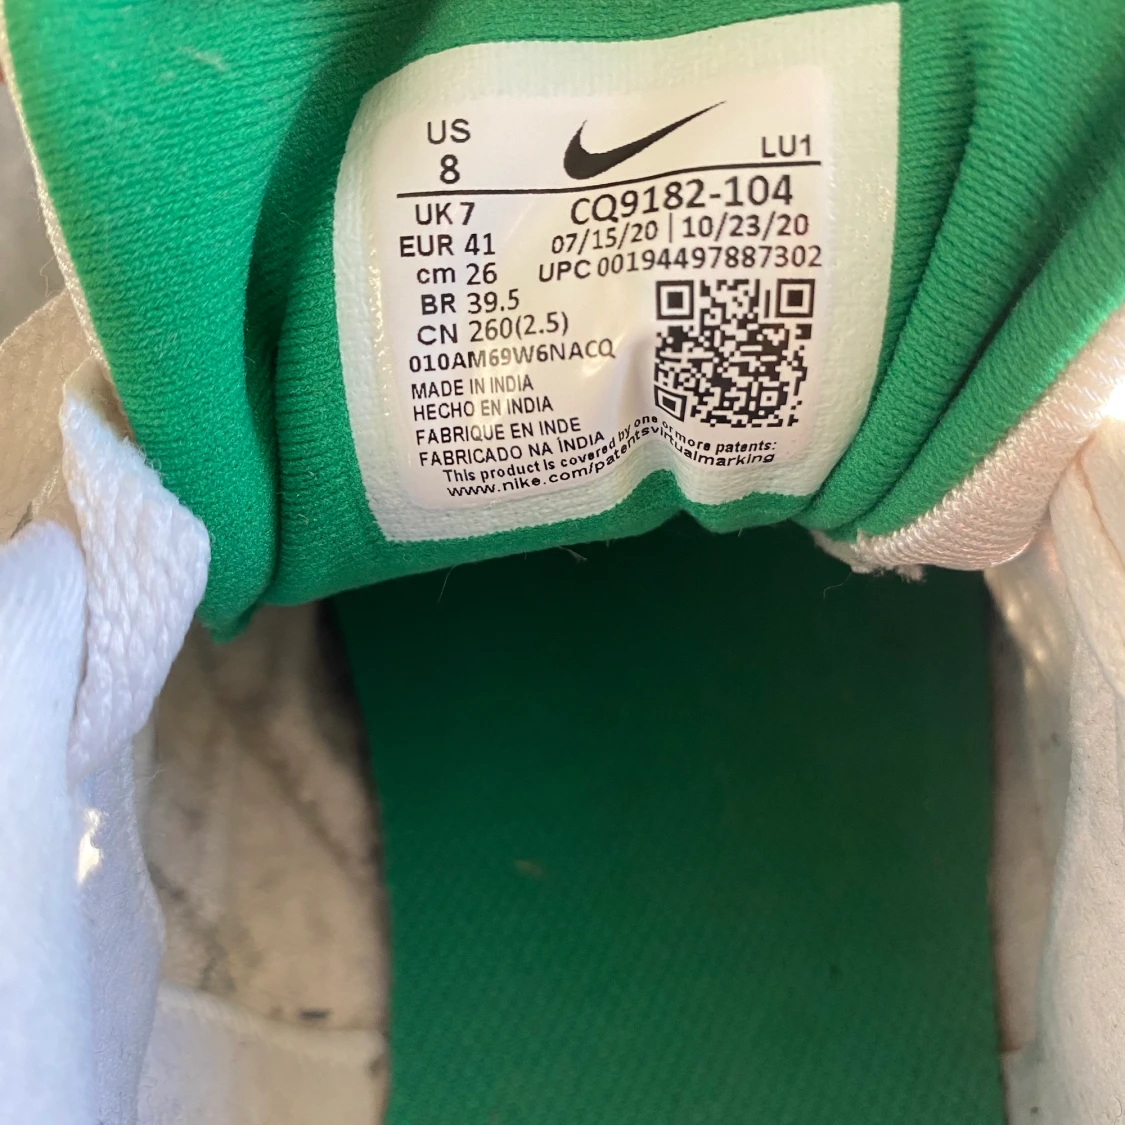 US
8
LU1
UK 7
CQ9182-104
EUR 41
07/15/20 | 10/23/20
cm 26
UPC 00194497887302
BR 39.5
CN 260(2.5)
010AM69W6NACQ
MADE IN INDIA
HECHO EN INDIA
FABRIQUE EN INDE
FABRICADO NA ÍNDIA
This product is covered by one or more patents:
www.nike.com/patentsvirtualmarking